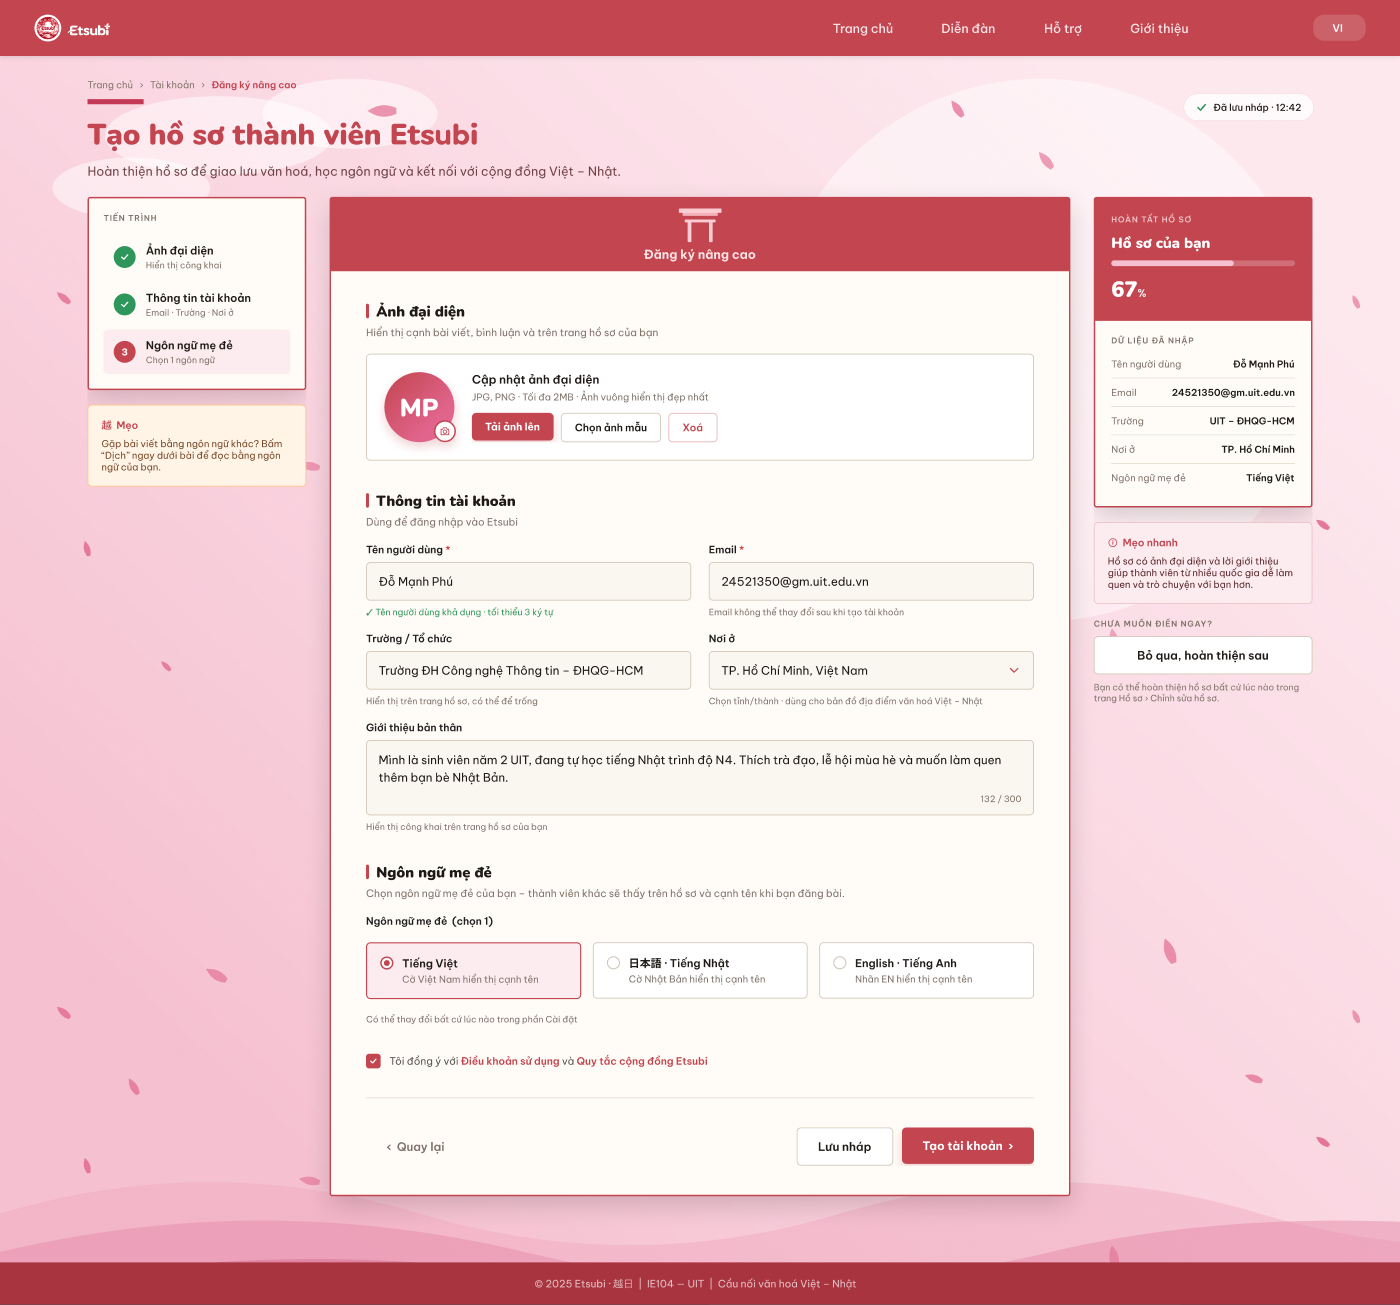 Etsubi
Trang chủ
Diễn đàn
Hỗ trợ
Giới thiệu
VI
Trang chủ › Tài khoản › Đăng ký nâng cao
Đã lưu nháp · 12:42
Tạo hồ sơ thành viên Etsubi
Hoàn thiện hồ sơ để giao lưu văn hoá, học ngôn ngữ và kết nối với cộng đồng Việt – Nhật.
TIẾN TRÌNH
Ảnh đại diện
Hiển thị công khai
Thông tin tài khoản
Email · Trường · Nơi ở
3
Ngôn ngữ mẹ đẻ
Chọn 1 ngôn ngữ
越 Mẹo
Gặp bài viết bằng ngôn ngữ khác? Bấm
“Dịch” ngay dưới bài để đọc bằng ngôn
ngữ của bạn.
Đăng ký nâng cao
Ảnh đại diện
Hiển thị cạnh bài viết, bình luận và trên trang hồ sơ của bạn
MP
Cập nhật ảnh đại diện
JPG, PNG · Tối đa 2MB · Ảnh vuông hiển thị đẹp nhất
Tải ảnh lên
Chọn ảnh mẫu
Xoá
Thông tin tài khoản
Dùng để đăng nhập vào Etsubi
Tên người dùng *
Đỗ Mạnh Phú
✓ Tên người dùng khả dụng · tối thiểu 3 ký tự
Email *
24521350@gm.uit.edu.vn
Email không thể thay đổi sau khi tạo tài khoản
Trường / Tổ chức
Trường ĐH Công nghệ Thông tin – ĐHQG-HCM
Hiển thị trên trang hồ sơ, có thể để trống
Nơi ở
TP. Hồ Chí Minh, Việt Nam
Chọn tỉnh/thành · dùng cho bản đồ địa điểm văn hoá Việt – Nhật
Giới thiệu bản thân
Mình là sinh viên năm 2 UIT, đang tự học tiếng Nhật trình độ N4. Thích trà đạo, lễ hội mùa hè và muốn làm quen
thêm bạn bè Nhật Bản.
132 / 300
Hiển thị công khai trên trang hồ sơ của bạn
Ngôn ngữ mẹ đẻ
Chọn ngôn ngữ mẹ đẻ của bạn – thành viên khác sẽ thấy trên hồ sơ và cạnh tên khi bạn đăng bài.
Ngôn ngữ mẹ đẻ (chọn 1)
Tiếng Việt
Cờ Việt Nam hiển thị cạnh tên
日本語 · Tiếng Nhật
Cờ Nhật Bản hiển thị cạnh tên
English · Tiếng Anh
Nhãn EN hiển thị cạnh tên
Có thể thay đổi bất cứ lúc nào trong phần Cài đặt
Tôi đồng ý với Điều khoản sử dụng và Quy tắc cộng đồng Etsubi
‹ Quay lại
Lưu nháp
Tạo tài khoản ›
HOÀN TẤT HỒ SƠ
Hồ sơ của bạn
67%
DỮ LIỆU ĐÃ NHẬP
Tên người dùng Đỗ Mạnh Phú
Email 24521350@gm.uit.edu.vn
Trường UIT – ĐHQG-HCM
Nơi ở TP. Hồ Chí Minh
Ngôn ngữ mẹ đẻ Tiếng Việt
Mẹo nhanh
Hồ sơ có ảnh đại diện và lời giới thiệu
giúp thành viên từ nhiều quốc gia dễ làm
quen và trò chuyện với bạn hơn.
CHƯA MUỐN ĐIỀN NGAY?
Bỏ qua, hoàn thiện sau
Bạn có thể hoàn thiện hồ sơ bất cứ lúc nào trong
trang Hồ sơ › Chỉnh sửa hồ sơ.
© 2025 Etsubi · 越日 | IE104 — UIT | Cầu nối văn hoá Việt – Nhật